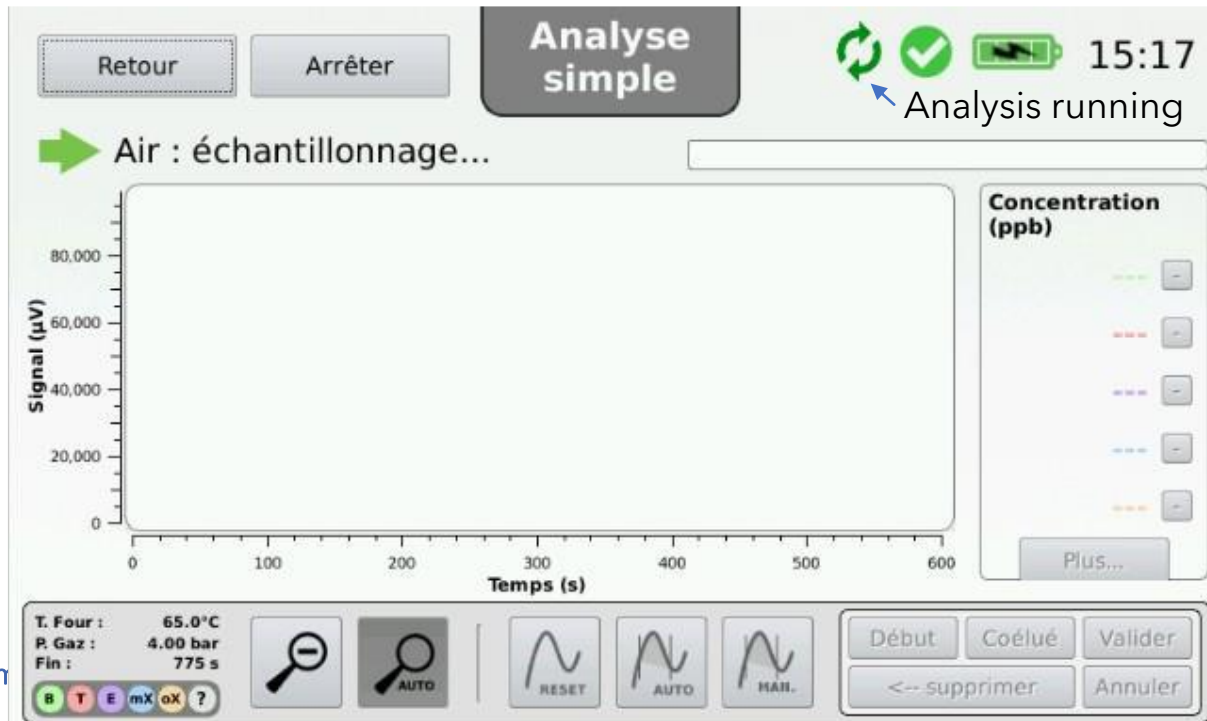 Retour
Arrêter
Analyse
simple
15:17
Analysis running
Air : échantillonnage...
Concentration
(ppb)
---
-
---
-
---
-
---
-
---
-
Plus...
Signal (µV)
80,000
60,000
40,000
20,000
0
0 100 200 300 400 500 600
Temps (s)
T. Four : 65.0°C
P. Gaz : 4.00 bar
Fin : 775 s
B T E mX oX ?
AUTO
RESET
AUTO
MAN.
Début Coélué Valider
<-- supprimer Annuler